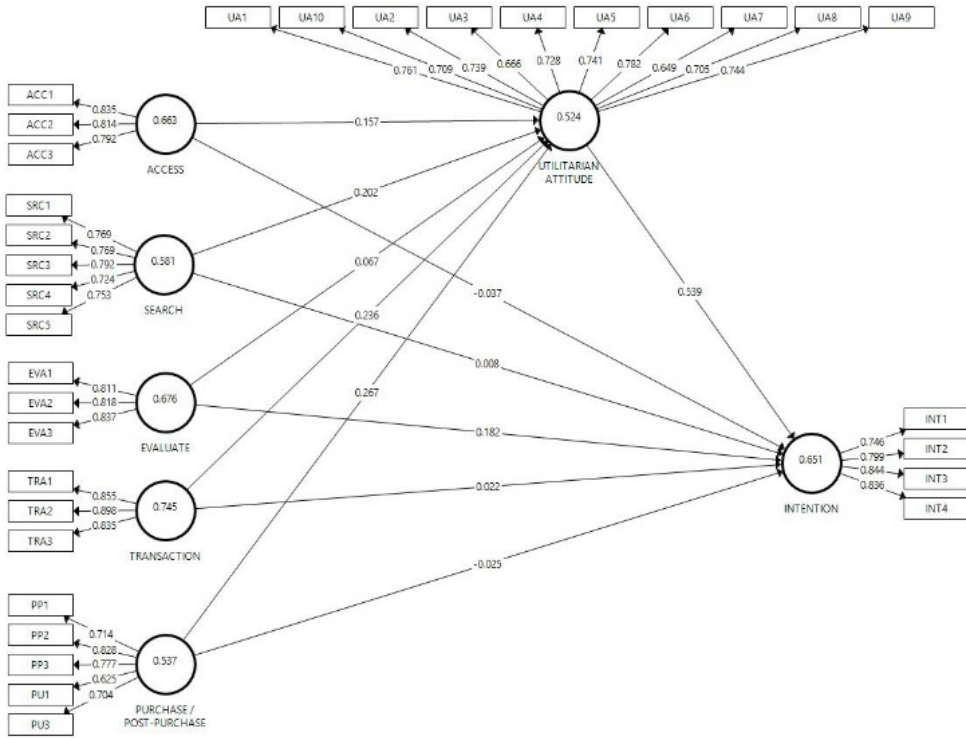 UA1 UA10 UA2 UA3 UA4 UA5 UA6 UA7 UA8 UA9
0.761 0.709 0.739 0.666 0.728 0.741 0.782 0.649 0.705 0.744
ACC1
ACC2
ACC3
0.835
0.814
0.792
0.663
ACCESS
0.157
0.524
UTILITARIAN
ATTITUDE
SRC1
SRC2
SRC3
SRC4
SRC5
0.769
0.769
0.792
0.724
0.753
0.581
SEARCH
0.202
0.067
-0.037
0.539
0.236
0.008
0.267
EVA1
EVA2
EVA3
0.811
0.818
0.837
0.676
EVALUATE
0.182
0.651
INTENTION
0.746
0.799
0.844
0.836
INT1
INT2
INT3
INT4
TRA1
TRA2
TRA3
0.855
0.898
0.835
0.745
TRANSACTION
0.022
-0.025
PP1
PP2
PP3
PU1
PU3
0.714
0.828
0.777
0.625
0.704
0.537
PURCHASE /
POST-PURCHASE